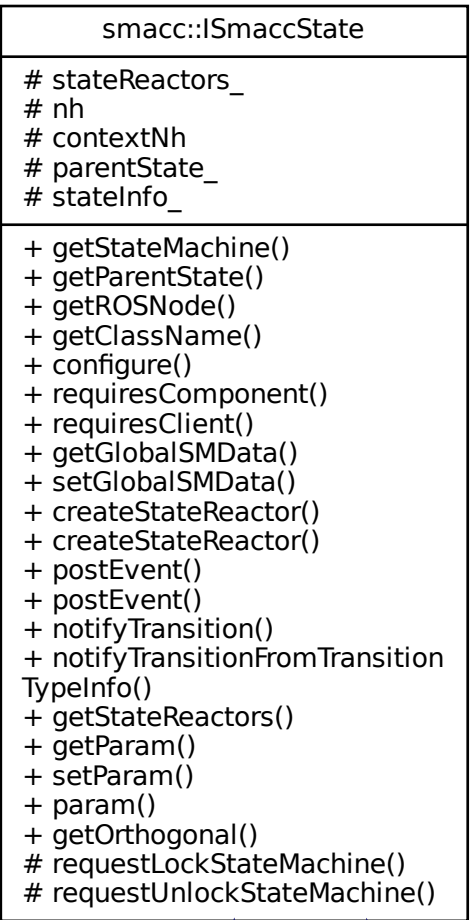 smacc::ISmaccState
# stateReactors_
# nh
# contextNh
# parentState_
# stateInfo_
+ getStateMachine()
+ getParentState()
+ getROSNode()
+ getClassName()
+ configure()
+ requiresComponent()
+ requiresClient()
+ getGlobalSMData()
+ setGlobalSMData()
+ createStateReactor()
+ createStateReactor()
+ postEvent()
+ postEvent()
+ notifyTransition()
+ notifyTransitionFromTransition
TypeInfo()
+ getStateReactors()
+ getParam()
+ setParam()
+ param()
+ getOrthogonal()
# requestLockStateMachine()
# requestUnlockStateMachine()